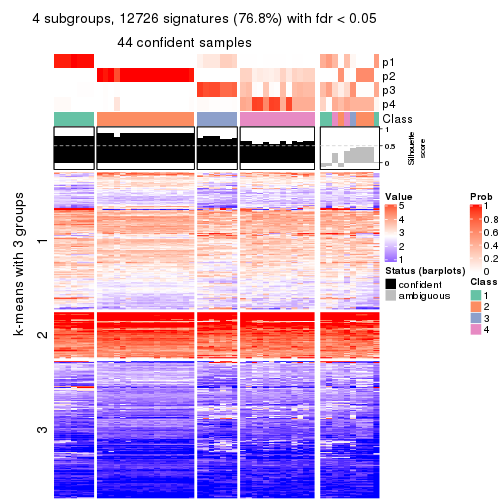 4 subgroups, 12726 signatures (76.8%) with fdr < 0.05
44 confident samples
p1
p2
p3
p4
Class
1
0.5
0
Silhouette
score
k-means with 3 groups
1
2
3
Value
5
4
3
2
1
Status (barplots)
confident
ambiguous
Prob
1
0.8
0.6
0.4
0.2
0
Class
1
2
3
4